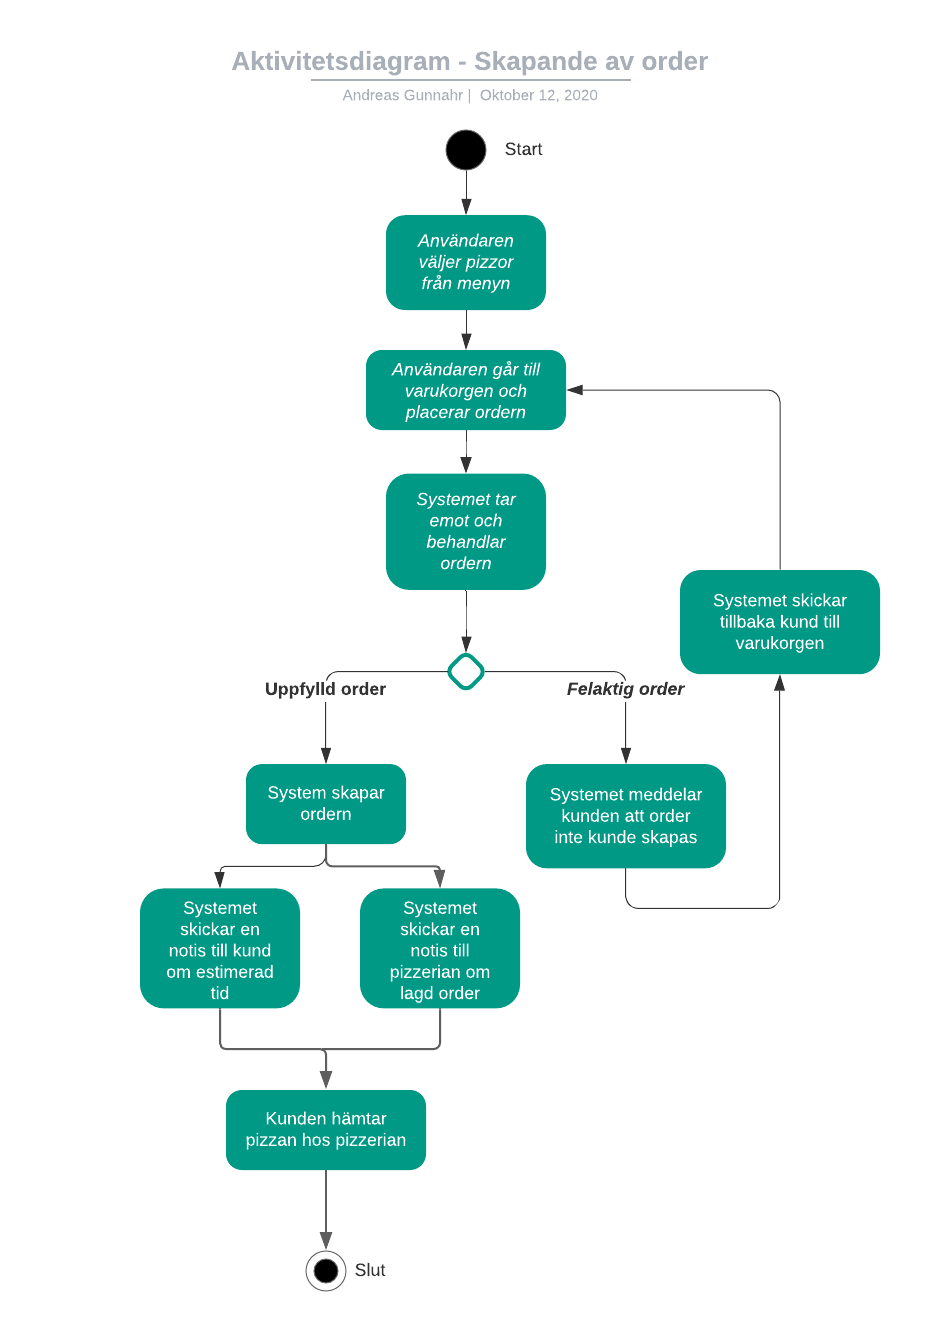 Aktivitetsdiagram - Skapande av order
Andreas Gunnahr | Oktober 12, 2020
Start
Användaren
väljer pizzor
från menyn
Användaren går till
varukorgen och
placerar ordern
Systemet tar
emot och
behandlar
ordern
Systemet skickar
tillbaka kund till
varukorgen
Uppfylld order
Felaktig order
System skapar
ordern
Systemet meddelar
kunden att order
inte kunde skapas
Systemet
skickar en
notis till kund
om estimerad
tid
Systemet
skickar en
notis till
pizzerian om
lagd order
Kunden hämtar
pizzan hos pizzerian
Slut